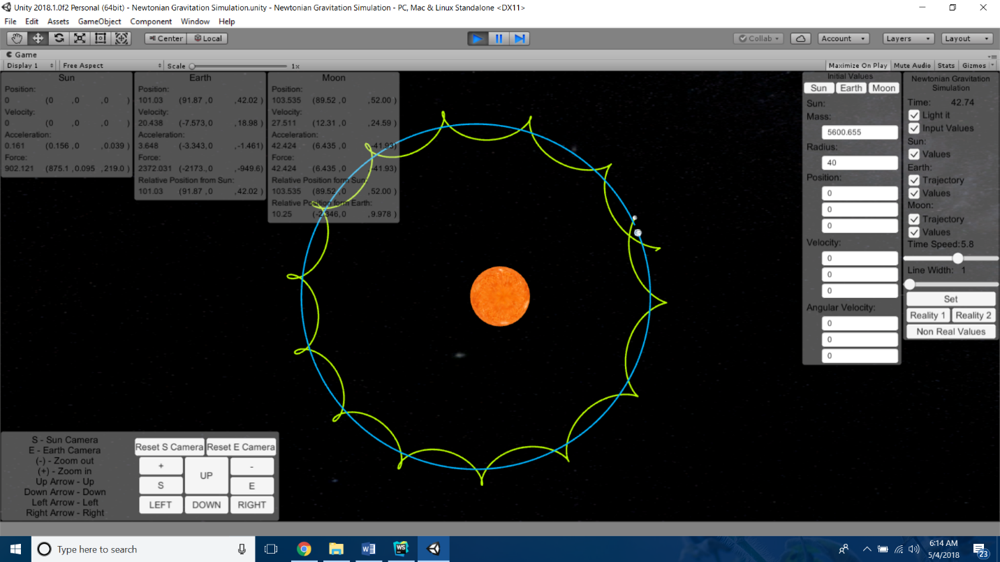 Unity 2018.1.0f2 Personal (64bit) - Newtonian Gravitation Simulation.unity - Newtonian Gravitation Simulation - PC, Mac & Linux Standalone <DX11>
File Edit Assets GameObject Component Window Help
Center Local Collab Account Layers Layout
Game
Display 1 Free Aspect Scale 1x Maximize On Play Mute Audio Stats Gizmos
Sun
Position:
0 (0 ,0 ,0 )
Velocity:
0 (0 ,0 ,0 )
Acceleration:
0.161 (0.156 ,0 ,0.039 )
Force:
902.121 (875.1 ,0.095 ,219.0 )
Earth
Position:
101.03 (91.87 ,0 ,42.02 )
Velocity:
20.438 (-7.573,0 ,18.98 )
Acceleration:
3.648 (-3.343,0 ,-1.461)
Force:
2372.031 (-2173.,0 ,-949.6)
Relative Position from Sun:
101.03 (91.87 ,0 ,42.02 )
Moon
Position:
103.535 (89.52 ,0 ,52.00 )
Velocity:
27.511 (12.31 ,0 ,24.59 )
Acceleration:
42.424 (6.435 ,0 -41.93)
Force:
42.424 (6.435 ,0 -41.93)
Relative Position form Sun:
103.535 (89.52 ,0 ,52.00 )
Relative Position form Earth:
10.25 (-2.346,0 ,9.978 )
Initial Values
Sun Earth Moon
Sun:
Mass:
5600.655
Radius:
40
Position:
0
0
0
Velocity:
0
0
0
Angular Velocity:
0
0
0
Newtonian Gravitation
Simulation
Time: 42.74
Light it
Input Values
Sun:
Values
Earth:
Trajectory
Values
Moon:
Trajectory
Values
Time Speed:5.8
Line Width: 1
Set
Reality 1 Reality 2
Non Real Values
S - Sun Camera
E - Earth Camera
(-) - Zoom out
(+) - Zoom in
Up Arrow - Up
Down Arrow - Down
Left Arrow - Left
Right Arrow - Right
Reset S Camera Reset E Camera
+ UP -
S E
LEFT DOWN RIGHT
Type here to search
6:14 AM
5/4/2018
23